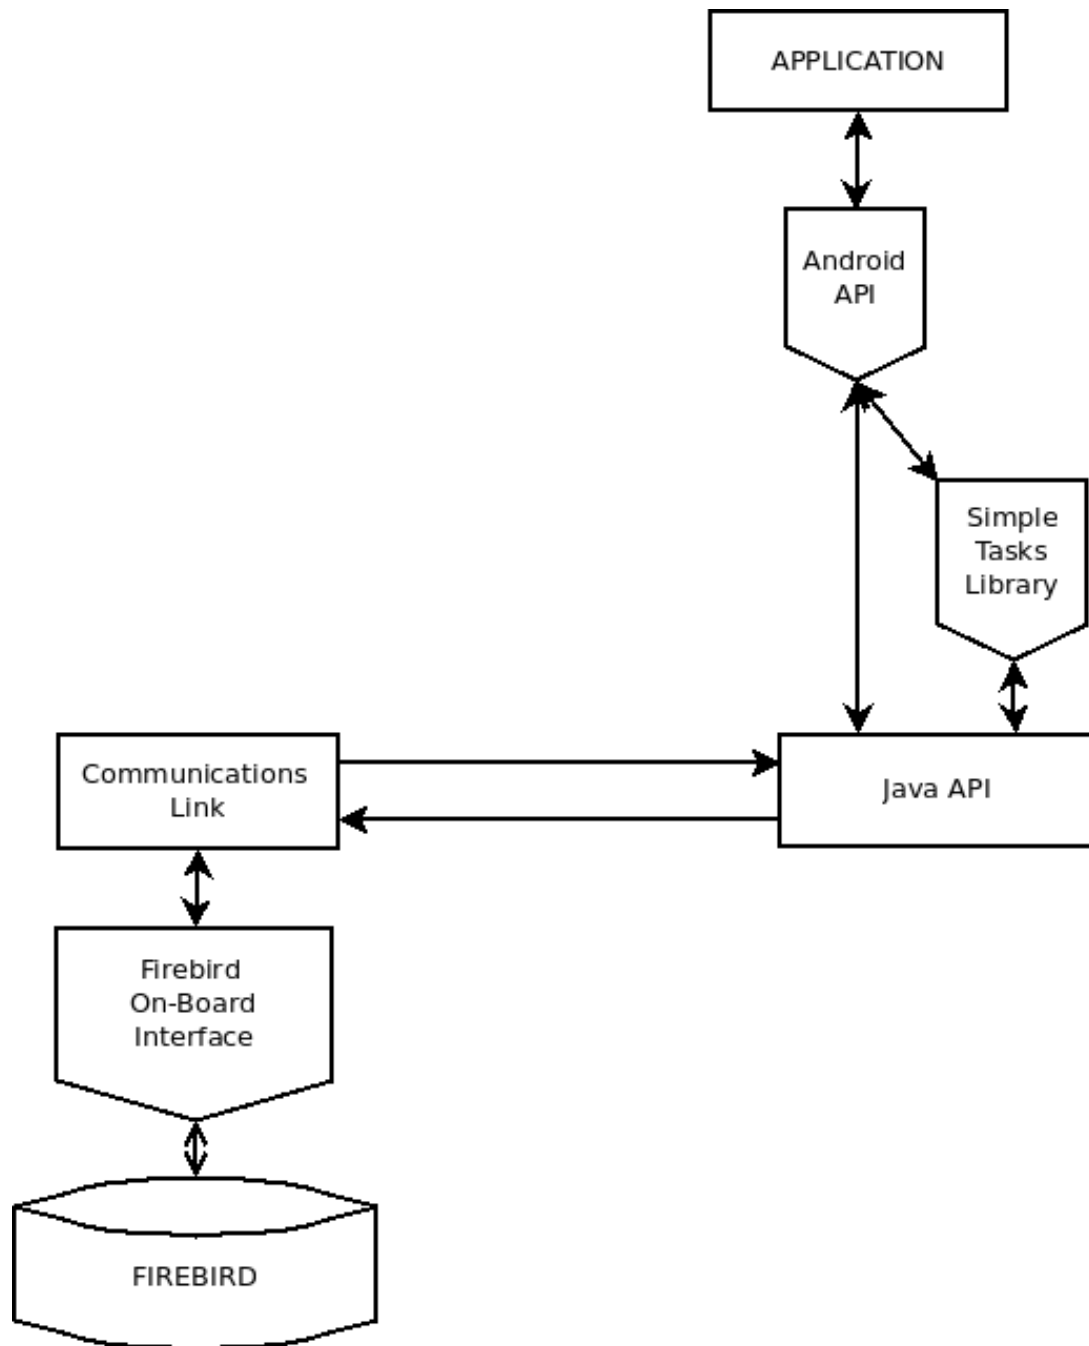 APPLICATION
Android
API
Simple
Tasks
Library
Communications
Link
Java API
Firebird
On-Board
Interface
FIREBIRD